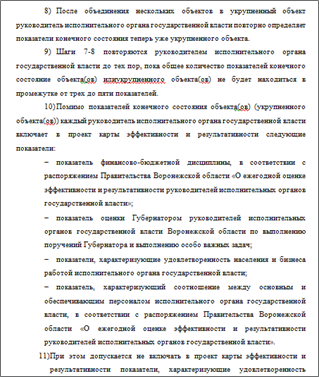 8) После объединения нескольких объектов в укрупненный объект
руководитель исполнительного органа государственной власти повторно определяет
показатели конечного состояния теперь уже укрупненного объекта.
9) Шаги 7-8 повторяются руководителем исполнительного органа
государственной власти до тех пор, пока общее количество показателей конечного
состояние объекта(ов) илиукрупненного объекта(ов) не будет находиться в
промежутке от трех до пяти показателей.
10)Помимо показателей конечного состояния объекта(ов) (укрупненного
объекта(ов)) каждый руководитель исполнительного органа государственной власти
включает в проект карты эффективности и результативности следующие
показатели:
– показатель финансово-бюджетной дисциплины, в соответствии с
распоряжением Правительства Воронежской области «О ежегодной оценке
эффективности и результативности руководителей исполнительных органов
государственной власти»;
– показатель оценки Губернатором руководителей исполнительных
органов государственной власти Воронежской области по выполнению
поручений Губернатора и выполнению особо важных задач;
– показатели, характеризующие удовлетворенность населения и бизнеса
работой исполнительного органа государственной власти;
– показатель, характеризующий соотношение между основным и
обеспечивающим персоналом исполнительного органа государственной
власти, в соответствии с распоряжением Правительства Воронежской
области «О ежегодной оценке эффективности и результативности
руководителей исполнительных органов государственной власти».
11)При этом допускается не включать в проект карты эффективности и
результативности показатели, характеризующие удовлетворенность